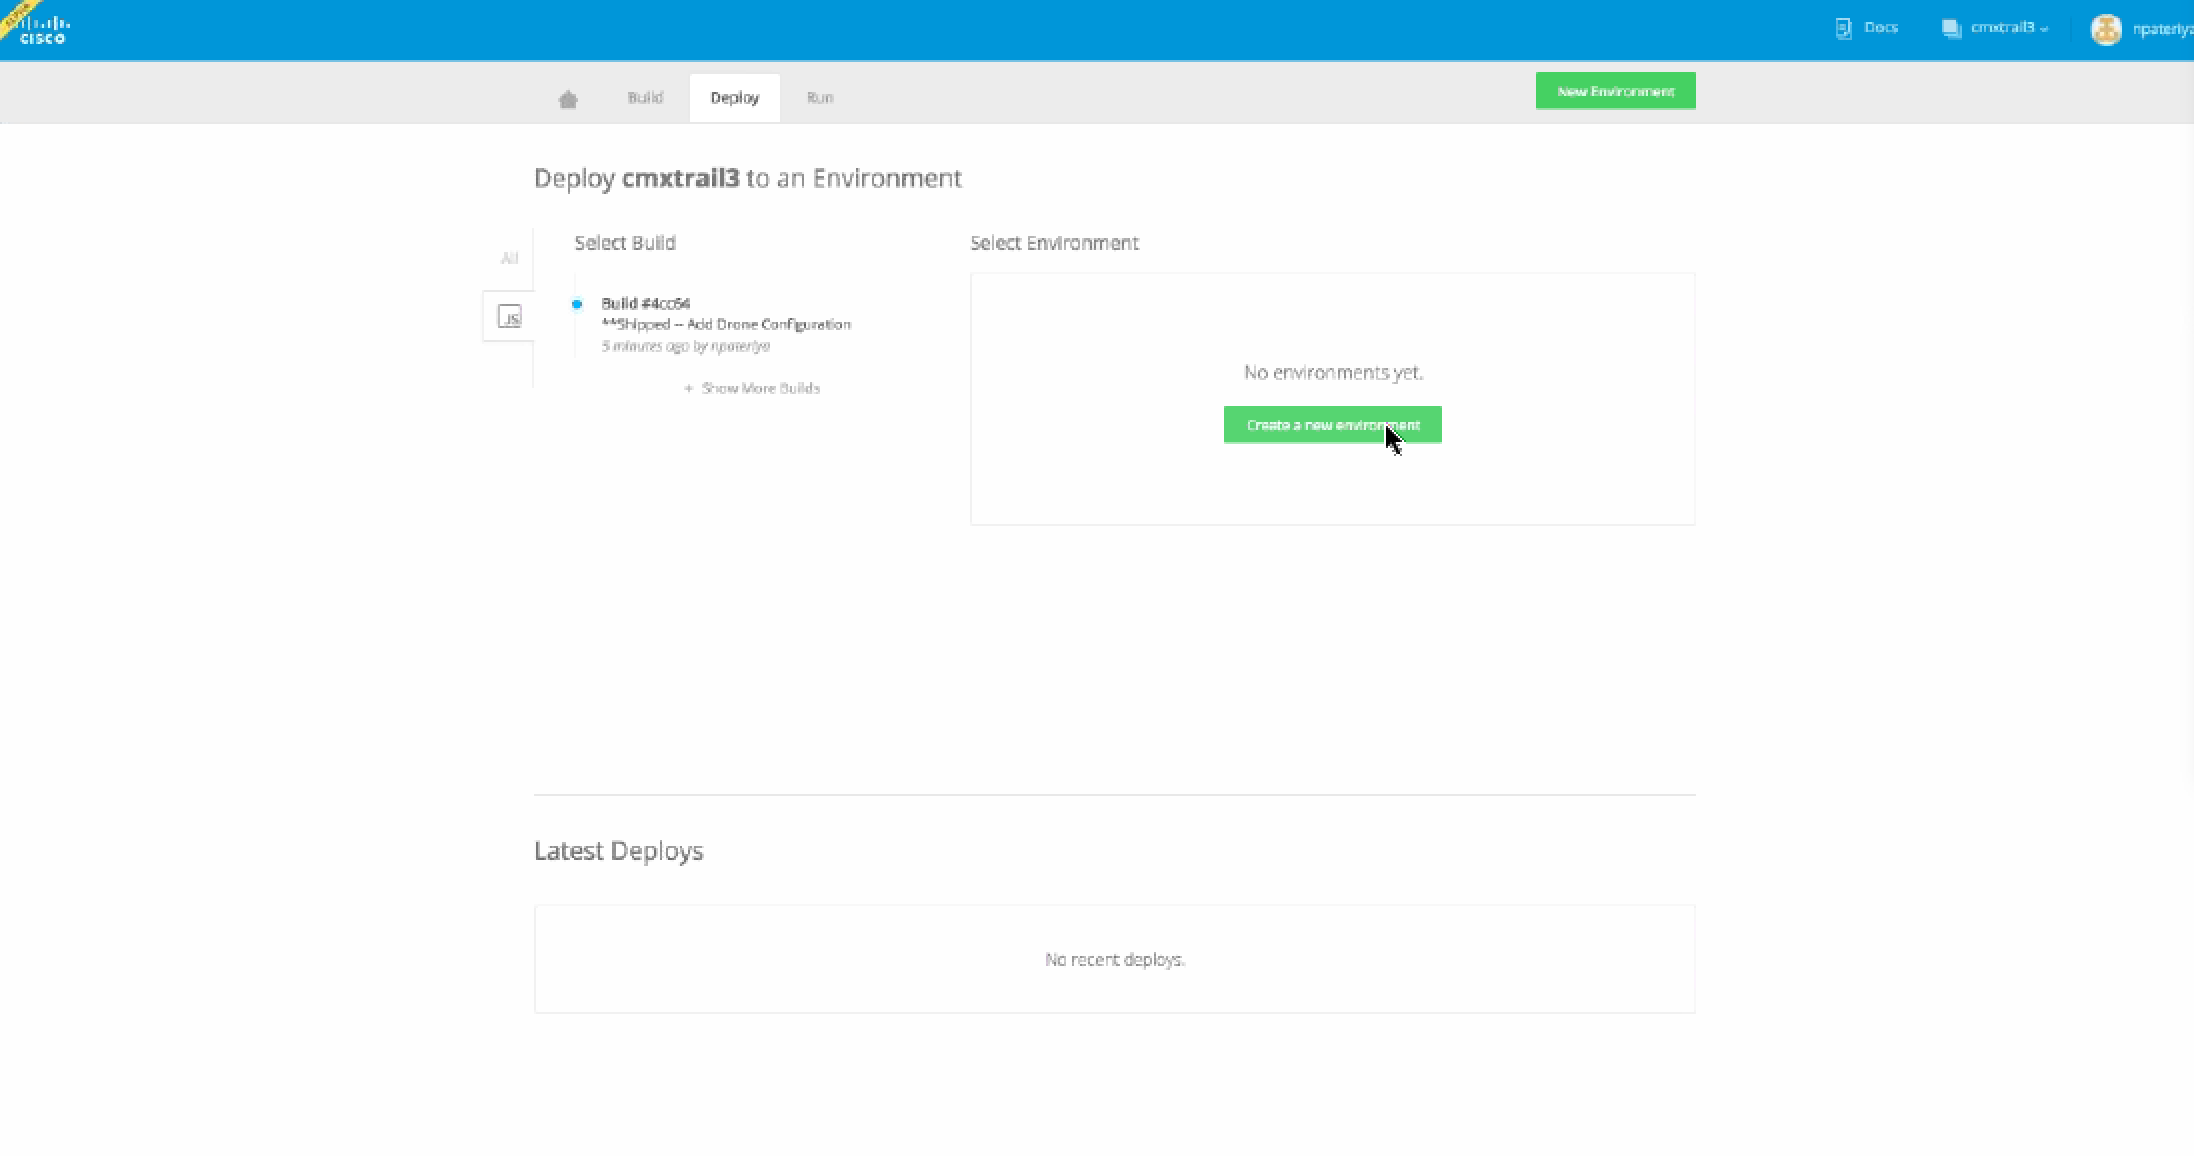 CISCO
Docs
cmxtrail3
npateriya
Build
Deploy
Run
New Environment
Deploy cmxtrail3 to an Environment
Select Build
Select Environment
All
JS
Build #4cc64
**Shipped -- Add Drone Configuration
5 minutes ago by npateriya
+ Show More Builds
No environments yet.
Create a new environment
Latest Deploys
No recent deploys.